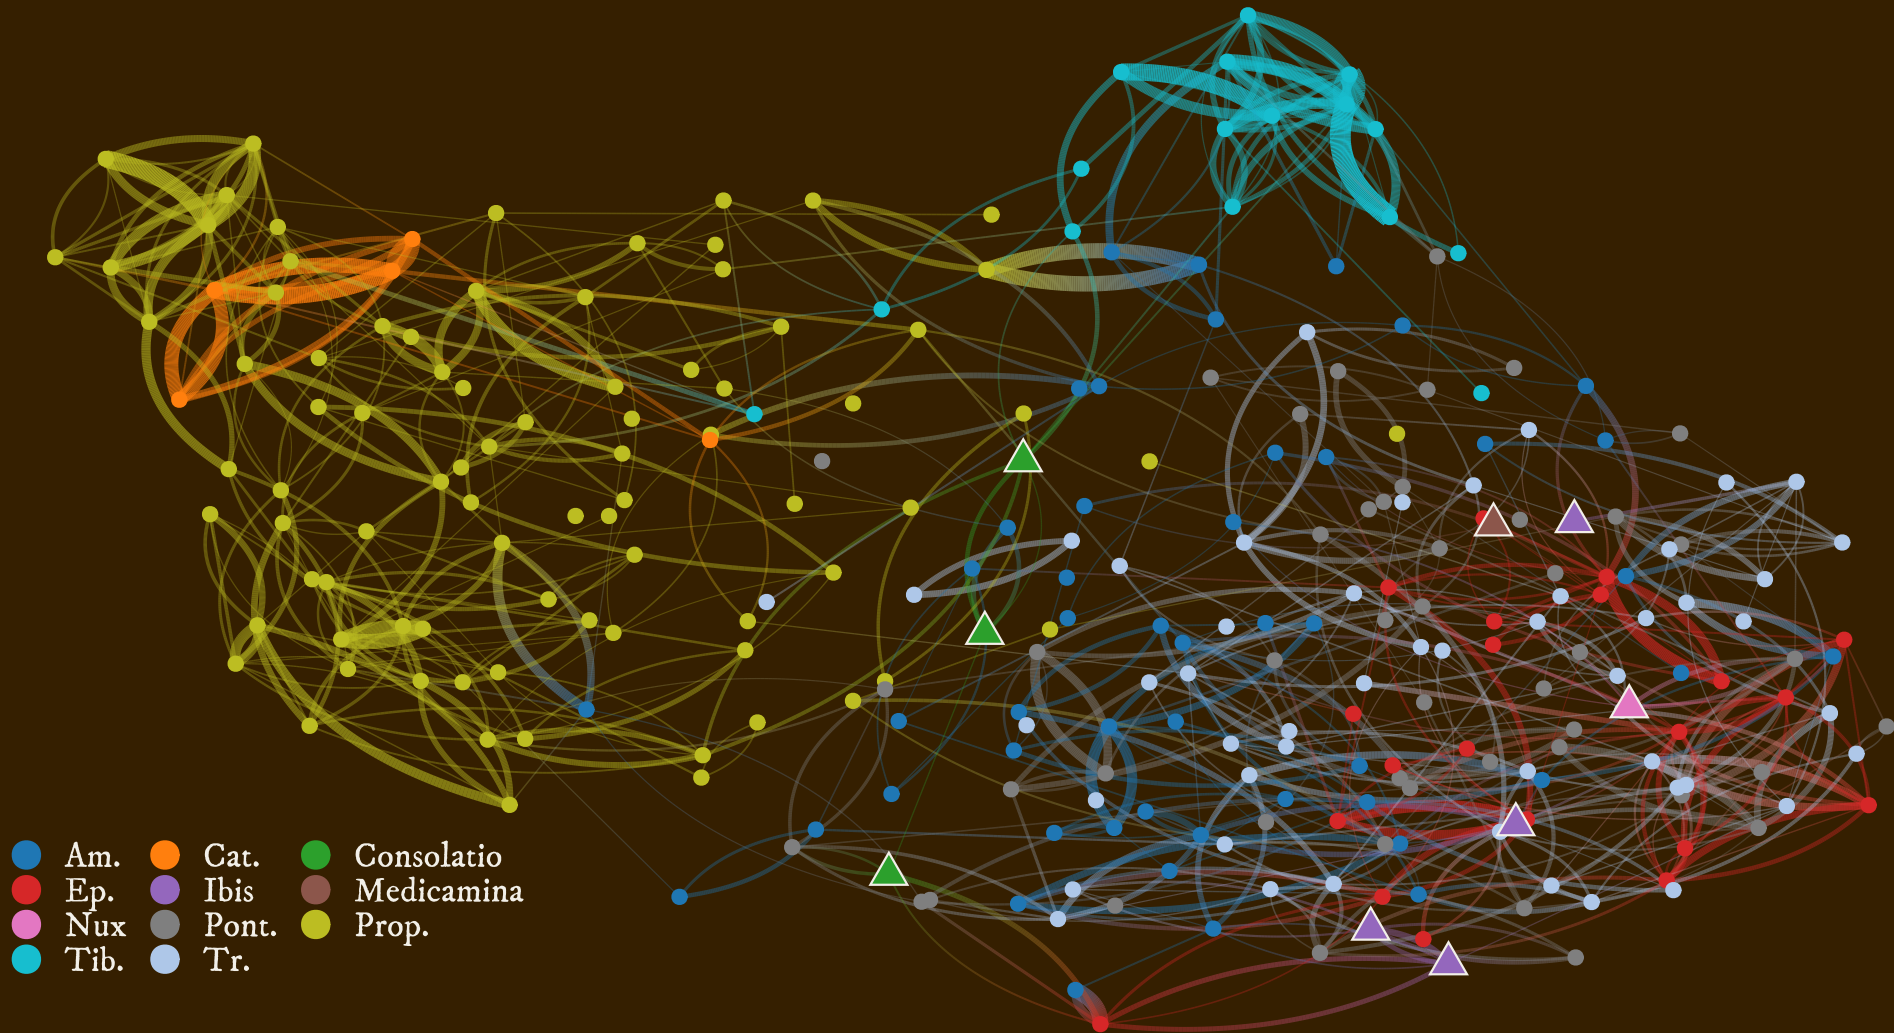 Am. Cat. Consolatio
Ep. Ibis Medicamina
Nux Pont. Prop.
Tib. Tr.